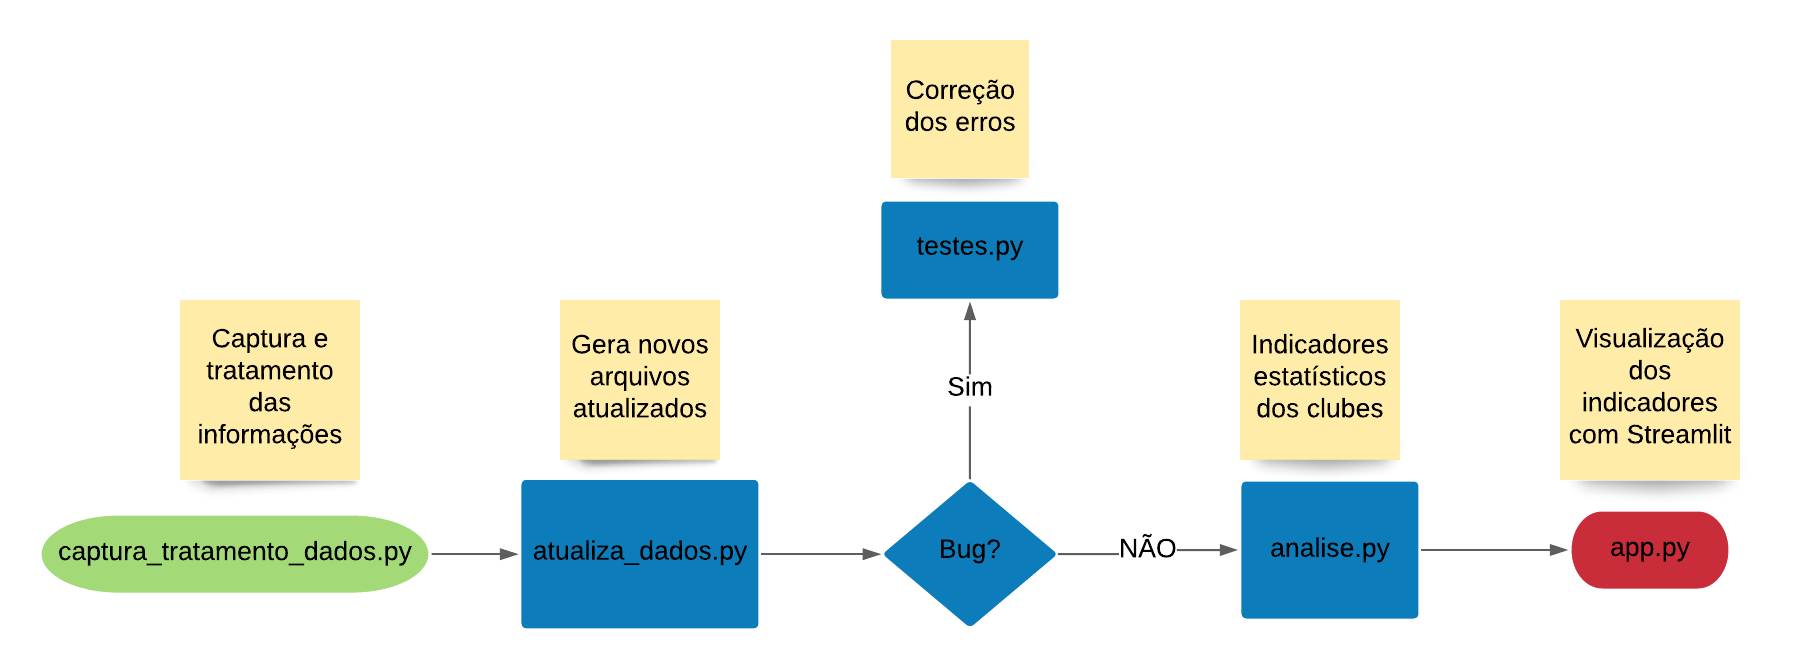 Correção
dos erros
testes.py
Captura e
tratamento
das
informações
Gera novos
arquivos
atualizados
Sim
Indicadores
estatísticos
dos clubes
Visualização
dos
indicadores
com Streamlit
captura_tratamento_dados.py
atualiza_dados.py
Bug?
NÃO
analise.py
app.py